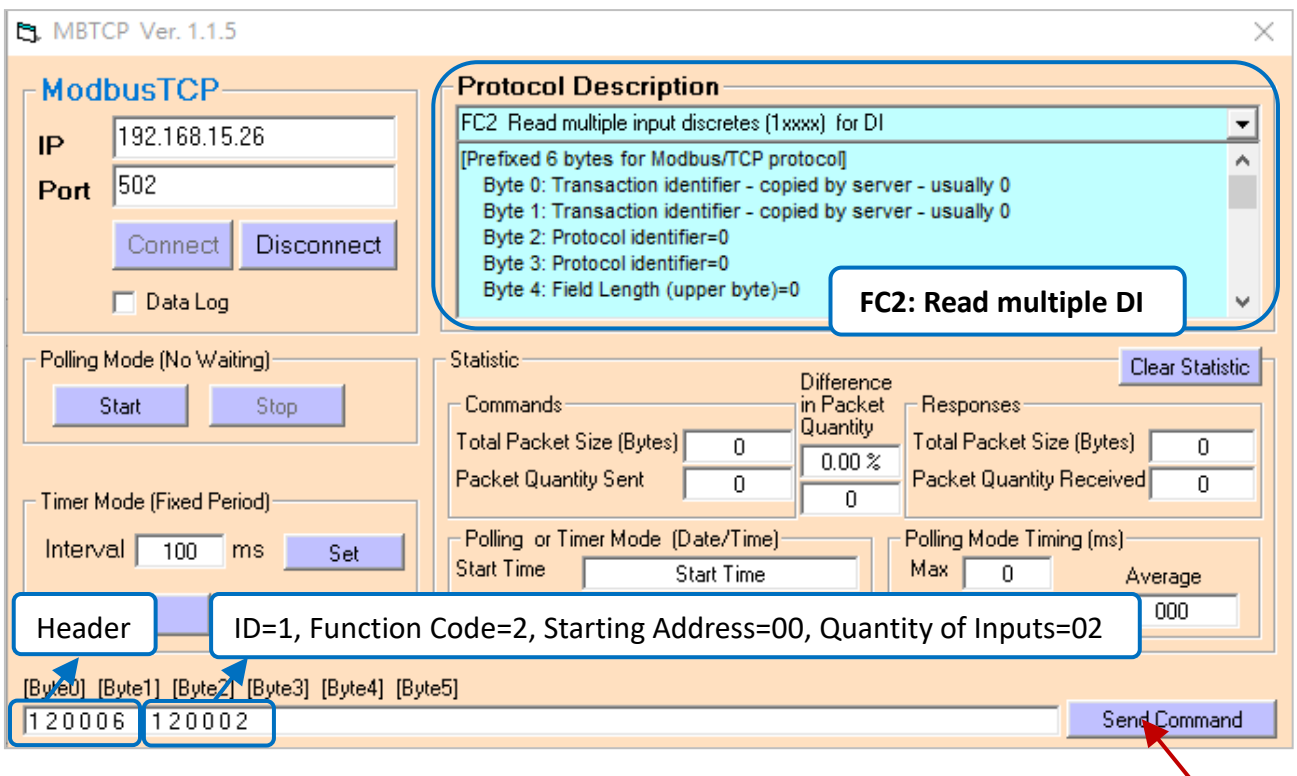 MBTCP Ver. 1.1.5
ModbusTCP
IP 192.168.15.26
Port 502
Connect Disconnect
Data Log
Protocol Description
FC2 Read multiple input discretes (1xxxx) for DI
[Prefixed 6 bytes for Modbus/TCP protocol]
Byte 0: Transaction identifier - copied by server - usually 0
Byte 1: Transaction identifier - copied by server - usually 0
Byte 2: Protocol identifier=0
Byte 3: Protocol identifier=0
Byte 4: Field Length (upper byte)=0
FC2: Read multiple DI
Polling Mode (No Waiting)
Start Stop
Timer Mode (Fixed Period)
Interval 100 ms Set
Statistic
Clear Statistic
Commands
Total Packet Size (Bytes) 0
Packet Quantity Sent 0
Difference
in Packet
Quantity
0.00 %
0
Responses
Total Packet Size (Bytes) 0
Packet Quantity Received 0
Polling or Timer Mode (Date/Time)
Start Time Start Time
Polling Mode Timing (ms)
Max 0
Average
000
Header
ID=1, Function Code=2, Starting Address=00, Quantity of Inputs=02
[Byte0] [Byte1] [Byte2] [Byte3] [Byte4] [Byte5]
1 2 0 0 0 6 1 2 0 0 0 2
Send Command